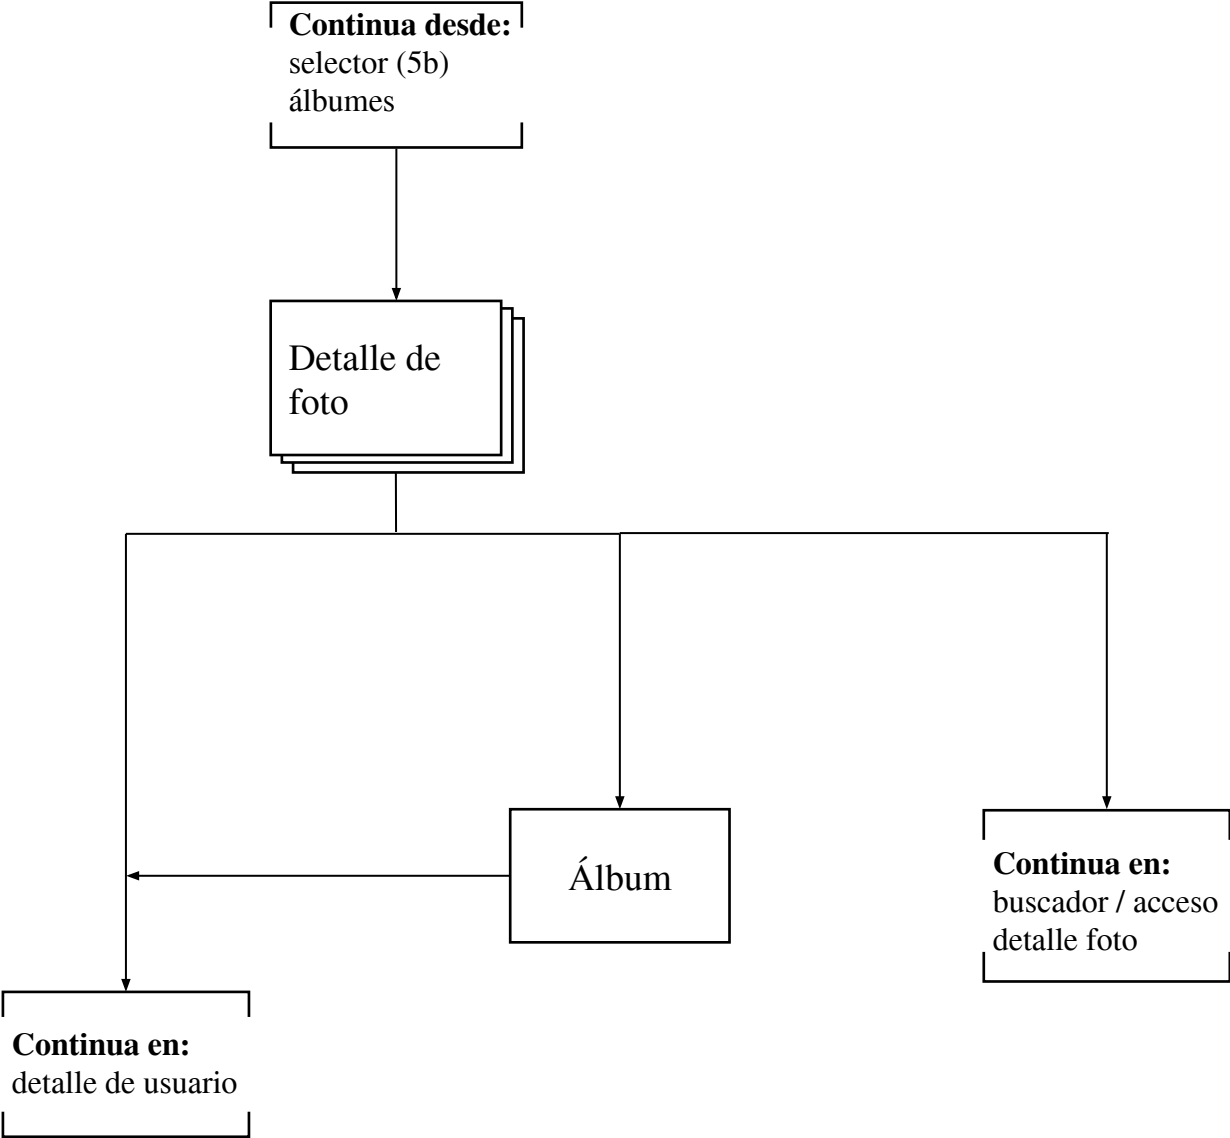 Continua desde:
selector (5b)
álbumes
Detalle de
foto
Álbum
Continua en:
buscador / acceso
detalle foto
Continua en:
detalle de usuario